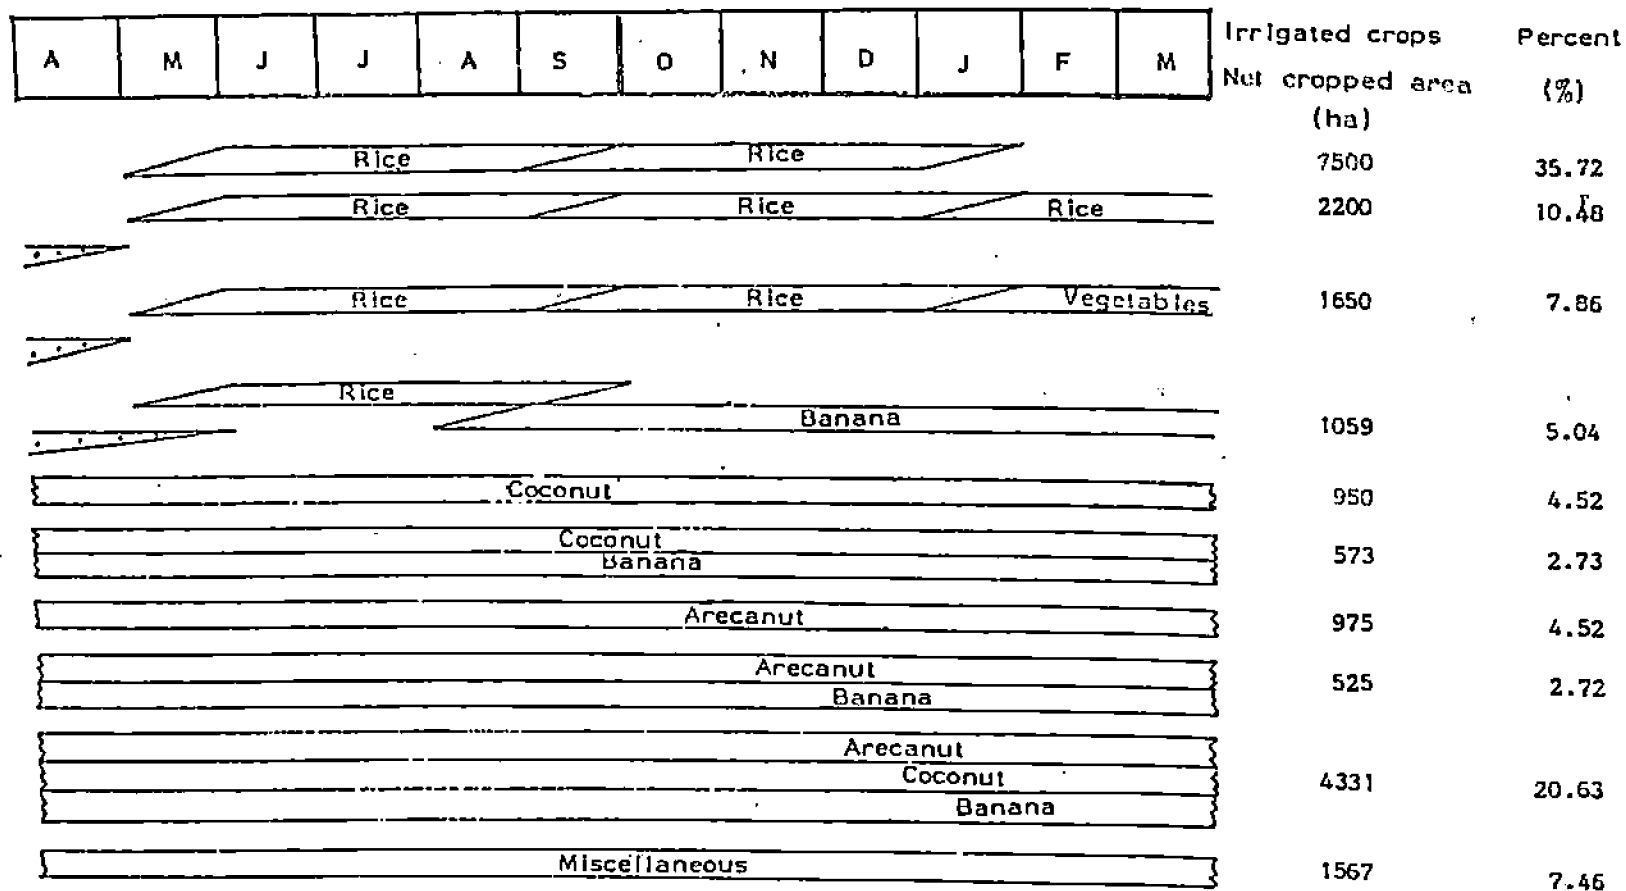 A M J J A S O N D J F M
Irrigated crops Percent
Net cropped area (%)
(ha)
Rice Rice 7500 35.72
Rice Rice Rice 2200 10.48
Rice Rice Vegetables 1650 7.86
Rice
Banana 1059 5.04
Coconut 950 4.52
Coconut
Banana 573 2.73
Arecanut 975 4.52
Arecanut
Banana 525 2.72
Arecanut
Coconut 4331 20.63
Banana
Miscellaneous 1567 7.46